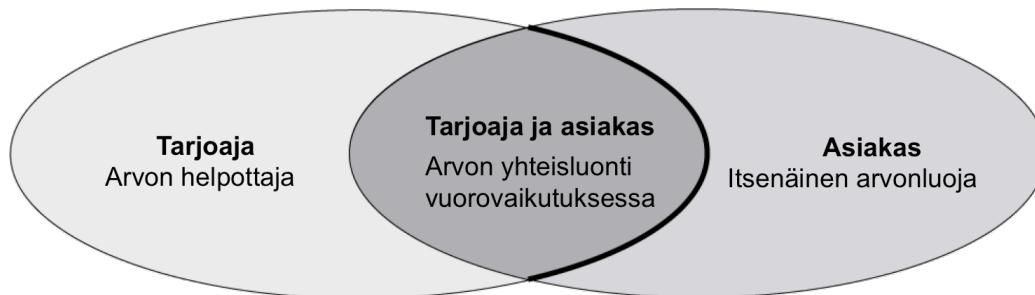 Tarjoaja
Arvon helpottaja
Tarjoaja ja asiakas
Arvon yhteisluonti
vuorovaikutuksessa
Asiakas
Itsenäinen arvonluoja